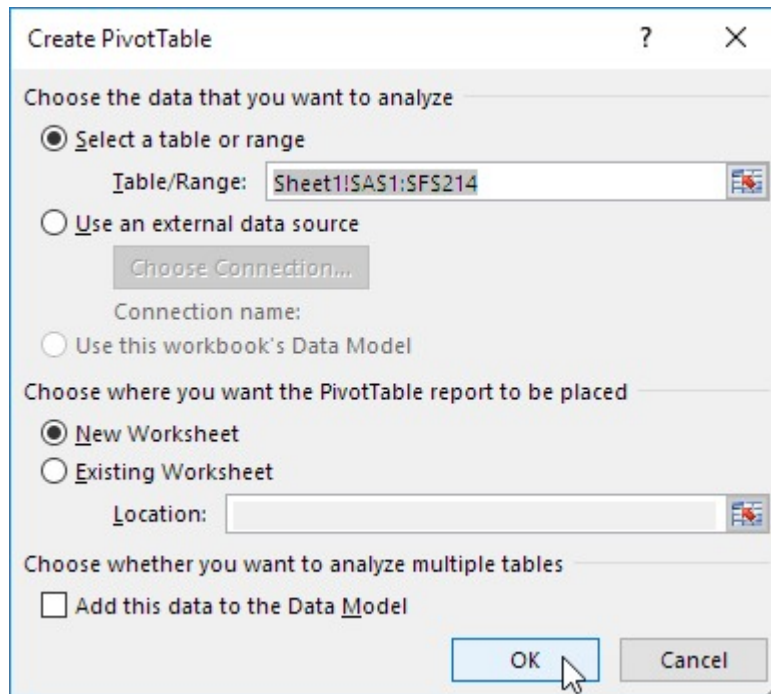 Create PivotTable ? ✕
Choose the data that you want to analyze
Select a table or range
Table/Range: Sheet1!$A$1:$F$214
Use an external data source
Choose Connection...
Connection name:
Use this workbook's Data Model
Choose where you want the PivotTable report to be placed
New Worksheet
Existing Worksheet
Location:
Choose whether you want to analyze multiple tables
Add this data to the Data Model
OK Cancel